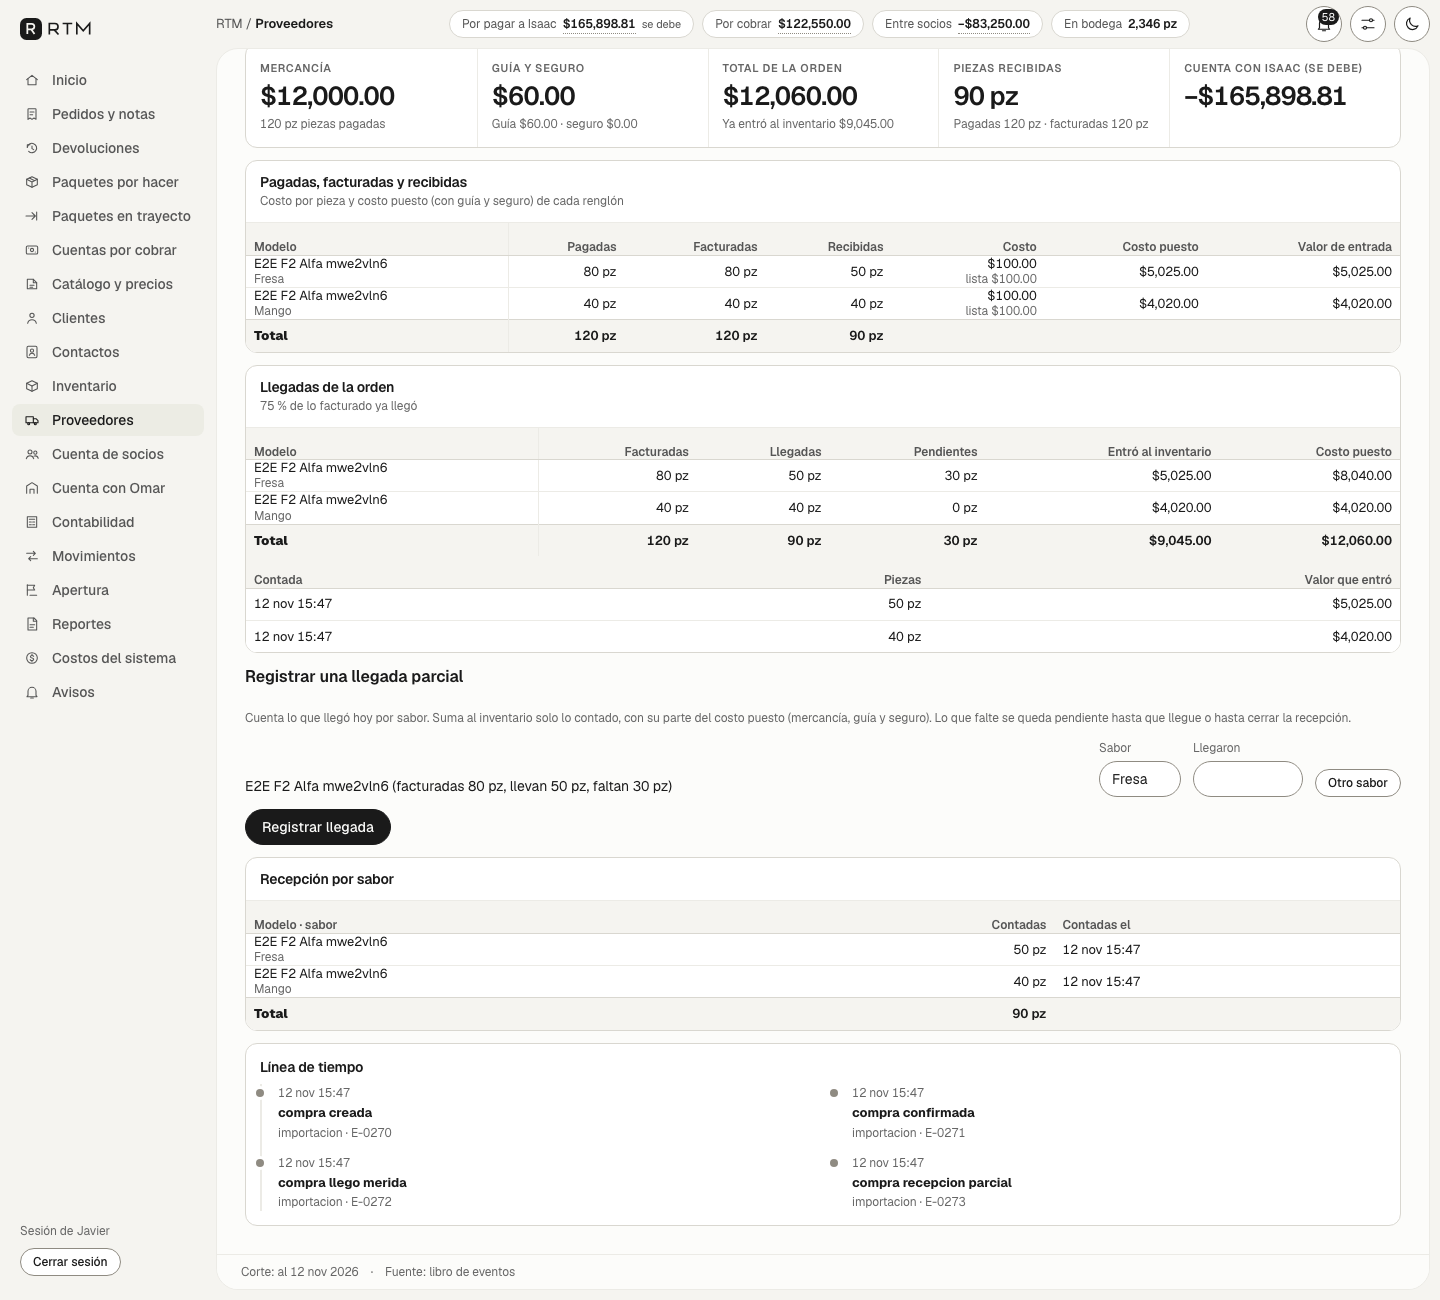 R RTM
RTM / Proveedores
Por pagar a Isaac $165,898.81 se debe
Por cobrar $122,550.00
Entre socios −$83,250.00
En bodega 2,346 pz
58
Inicio
Pedidos y notas
Devoluciones
Paquetes por hacer
Paquetes en trayecto
Cuentas por cobrar
Catálogo y precios
Clientes
Contactos
Inventario
Proveedores
Cuenta de socios
Cuenta con Omar
Contabilidad
Movimientos
Apertura
Reportes
Costos del sistema
Avisos
Sesión de Javier
Cerrar sesión
MERCANCÍA
$12,000.00
120 pz piezas pagadas
GUÍA Y SEGURO
$60.00
Guía $60.00 · seguro $0.00
TOTAL DE LA ORDEN
$12,060.00
Ya entró al inventario $9,045.00
PIEZAS RECIBIDAS
90 pz
Pagadas 120 pz · facturadas 120 pz
CUENTA CON ISAAC (SE DEBE)
−$165,898.81
Pagadas, facturadas y recibidas
Costo por pieza y costo puesto (con guía y seguro) de cada renglón
Modelo Pagadas Facturadas Recibidas Costo Costo puesto Valor de entrada
E2E F2 Alfa mwe2vln6 80 pz 80 pz 50 pz $100.00 $5,025.00 $5,025.00
Fresa lista $100.00
E2E F2 Alfa mwe2vln6 40 pz 40 pz 40 pz $100.00 $4,020.00 $4,020.00
Mango lista $100.00
Total 120 pz 120 pz 90 pz
Llegadas de la orden
75 % de lo facturado ya llegó
Modelo Facturadas Llegadas Pendientes Entró al inventario Costo puesto
E2E F2 Alfa mwe2vln6 80 pz 50 pz 30 pz $5,025.00 $8,040.00
Fresa
E2E F2 Alfa mwe2vln6 40 pz 40 pz 0 pz $4,020.00 $4,020.00
Mango
Total 120 pz 90 pz 30 pz $9,045.00 $12,060.00
Contada Piezas Valor que entró
12 nov 15:47 50 pz $5,025.00
12 nov 15:47 40 pz $4,020.00
Registrar una llegada parcial
Cuenta lo que llegó hoy por sabor. Suma al inventario solo lo contado, con su parte del costo puesto (mercancía, guía y seguro). Lo que falte se queda pendiente hasta que llegue o hasta cerrar la recepción.
Sabor Llegaron
E2E F2 Alfa mwe2vln6 (facturadas 80 pz, llevan 50 pz, faltan 30 pz) Fresa Otro sabor
Registrar llegada
Recepción por sabor
Modelo · sabor Contadas Contadas el
E2E F2 Alfa mwe2vln6 50 pz 12 nov 15:47
Fresa
E2E F2 Alfa mwe2vln6 40 pz 12 nov 15:47
Mango
Total 90 pz
Línea de tiempo
12 nov 15:47
compra creada
importacion · E-0270
12 nov 15:47
compra confirmada
importacion · E-0271
12 nov 15:47
compra llego merida
importacion · E-0272
12 nov 15:47
compra recepcion parcial
importacion · E-0273
Corte: al 12 nov 2026 · Fuente: libro de eventos